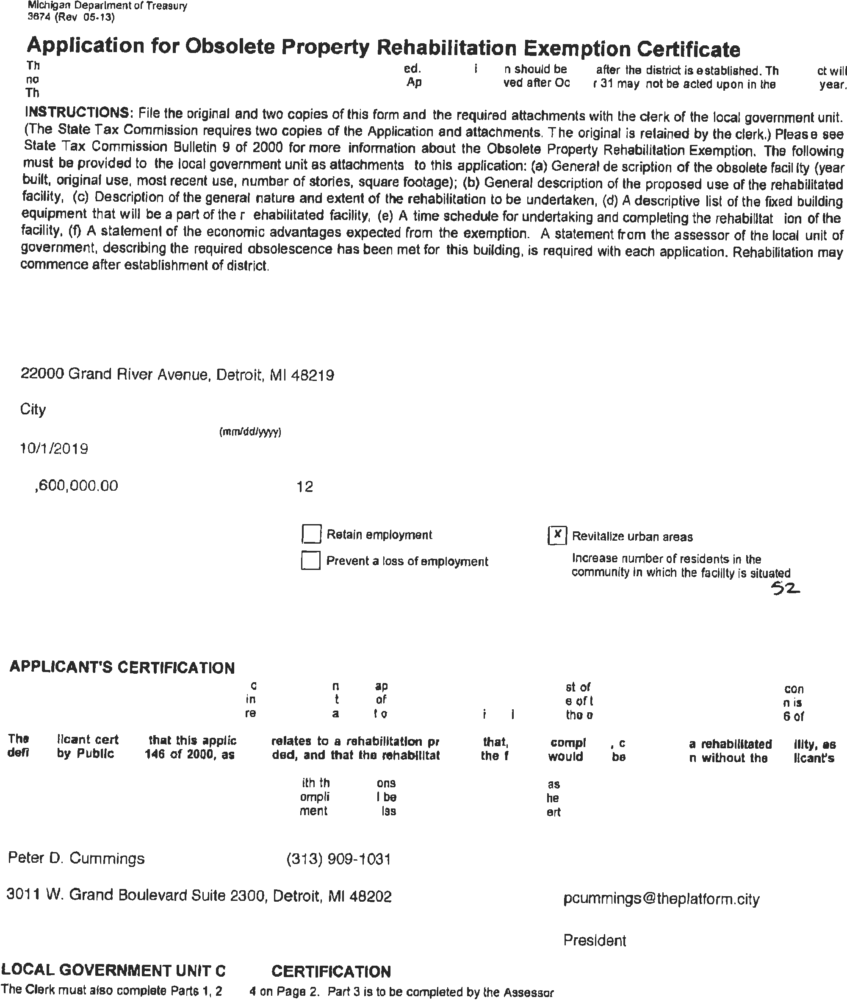 Michigan Department of Treasury
3674 (Rev 05-13)
Application for Obsolete Property Rehabilitation Exemption Certificate
Th ed. i n should be after the district is established. Th ct will
no Ap ved after Oc r 31 may not be acted upon in the year.
Th
INSTRUCTIONS: File the original and two copies of this form and the required attachments with the clerk of the local government unit.
(The State Tax Commission requires two copies of the Application and attachments. The original is retained by the clerk.) Please see
State Tax Commission Bulletin 9 of 2000 for more information about the Obsolete Property Rehabilitation Exemption. The following
must be provided to the local government unit as attachments to this application: (a) General de scription of the obsolete facil ity (year
built, original use, most recent use, number of stories, square footage); (b) General description of the proposed use of the rehabilitated
facility, (c) Description of the general nature and extent of the rehabilitation to be undertaken, (d) A descriptive list of the fixed building
equipment that will be a part of the r ehabilitated facility, (e) A time schedule for undertaking and completing the rehabilitat ion of the
facility, (f) A statement of the economic advantages expected from the exemption. A statement from the assessor of the local unit of
government, describing the required obsolescence has been met for this building, is required with each application. Rehabilitation may
commence after establishment of district.
22000 Grand River Avenue, Detroit, MI 48219
City
(mm/dd/yyyy)
10/1/2019
,600,000.00 12
Retain employment X Revitalize urban areas
Prevent a loss of employment Increase number of residents in the
community in which the facility is situated
52
APPLICANT'S CERTIFICATION
c n ap st of con
in t of e of t n is
re a t o i l the o 6 of
The licant cert that this applic relates to a rehabilitation pr that, compl , c a rehabilitated ility, as
defi by Public 146 of 2000, as ded, and that the rehabilitat the f would be n without the licant's
ith th ons as
ompli l be he
ment iss ert
Peter D. Cummings (313) 909-1031
3011 W. Grand Boulevard Suite 2300, Detroit, MI 48202 pcummings@theplatform.city
President
LOCAL GOVERNMENT UNIT C CERTIFICATION
The Clerk must also complete Parts 1, 2 4 on Page 2. Part 3 is to be completed by the Assessor